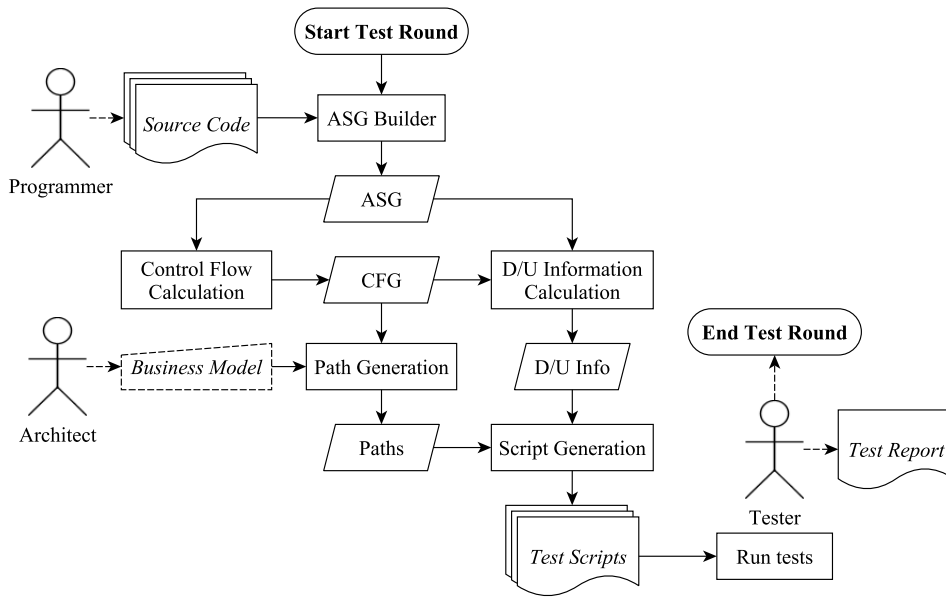 Start Test Round
Source Code
ASG Builder
Programmer
ASG
Control Flow
Calculation
CFG
D/U Information
Calculation
End Test Round
Business Model
Path Generation
D/U Info
Architect
Paths
Script Generation
Test Report
Tester
Test Scripts
Run tests